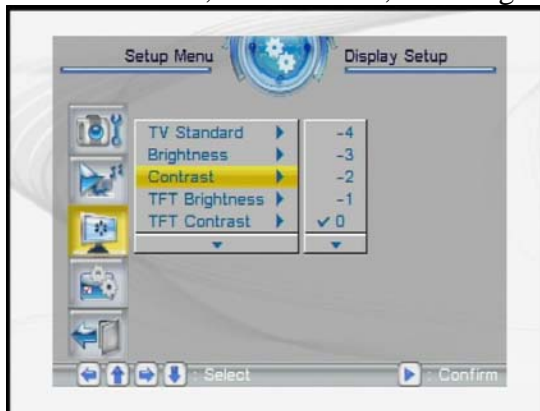 Setup Menu Display Setup
TV Standard -4
Brightness -3
Contrast -2
TFT Brightness -1
TFT Contrast ✓ 0
: Select : Confirm